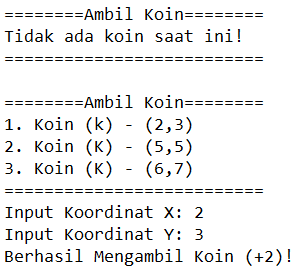 ========Ambil Koin========
Tidak ada koin saat ini!
==========================
========Ambil Koin========
1. Koin (k) - (2,3)
2. Koin (K) - (5,5)
3. Koin (K) - (6,7)
==========================
Input Koordinat X: 2
Input Koordinat Y: 3
Berhasil Mengambil Koin (+2)!